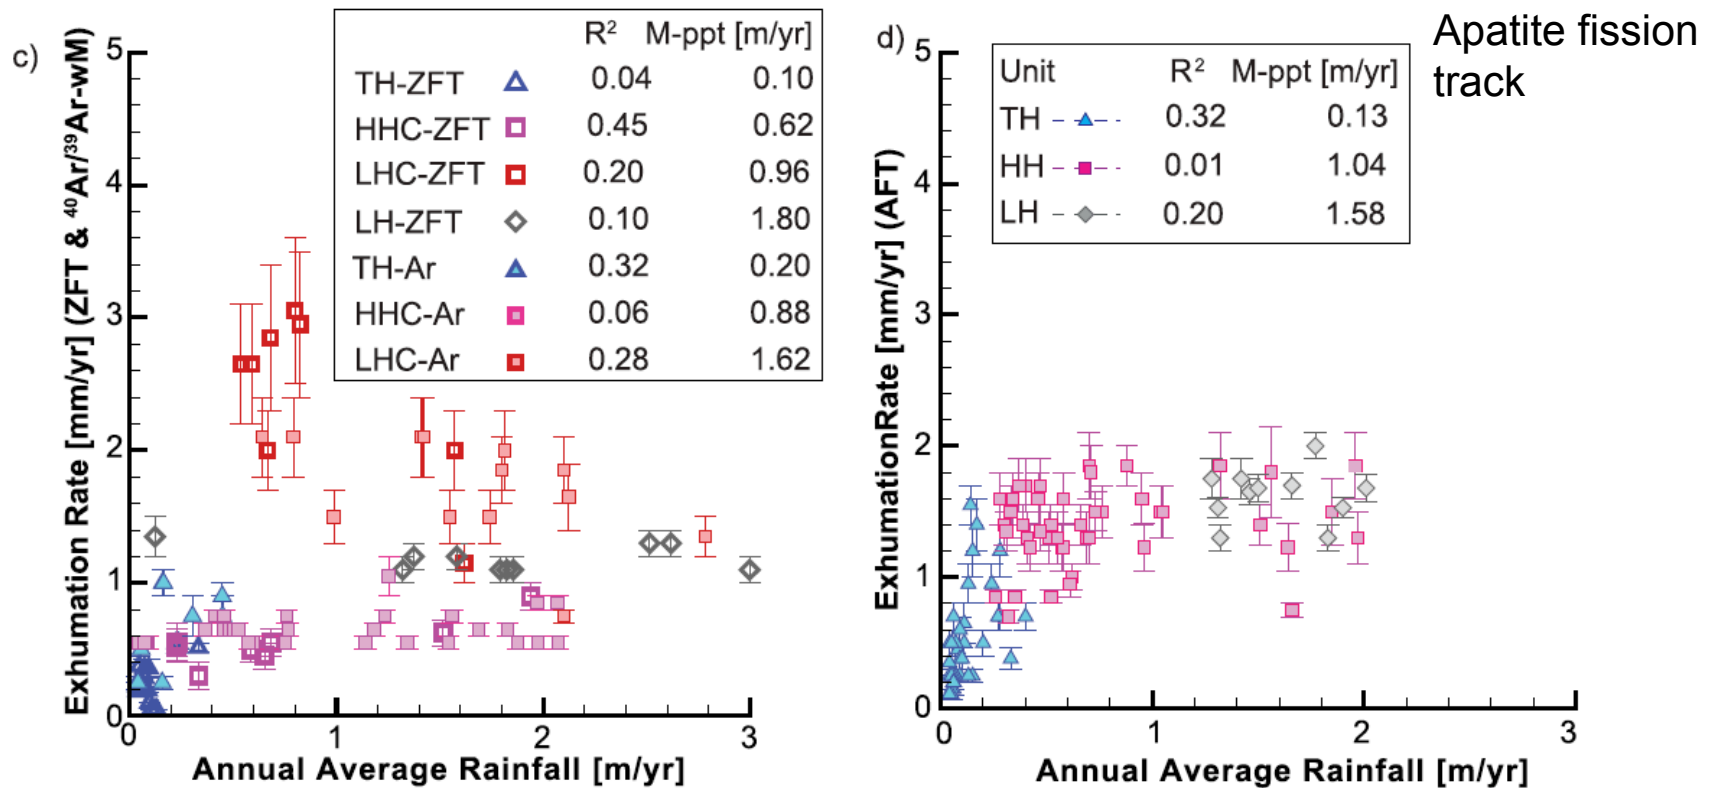 c)
R² M-ppt [m/yr]
TH-ZFT 0.04 0.10
HHC-ZFT 0.45 0.62
LHC-ZFT 0.20 0.96
LH-ZFT 0.10 1.80
TH-Ar 0.32 0.20
HHC-Ar 0.06 0.88
LHC-Ar 0.28 1.62
Exhumation Rate [mm/yr] (ZFT & ⁴⁰Ar/³⁹Ar-wM)
5
4
3
2
1
0
0 1 2 3
Annual Average Rainfall [m/yr]
d)
Apatite fission
track
Unit R² M-ppt [m/yr]
TH 0.32 0.13
HH 0.01 1.04
LH 0.20 1.58
ExhumationRate [mm/yr] (AFT)
5
4
3
2
1
0
0 1 2 3
Annual Average Rainfall [m/yr]